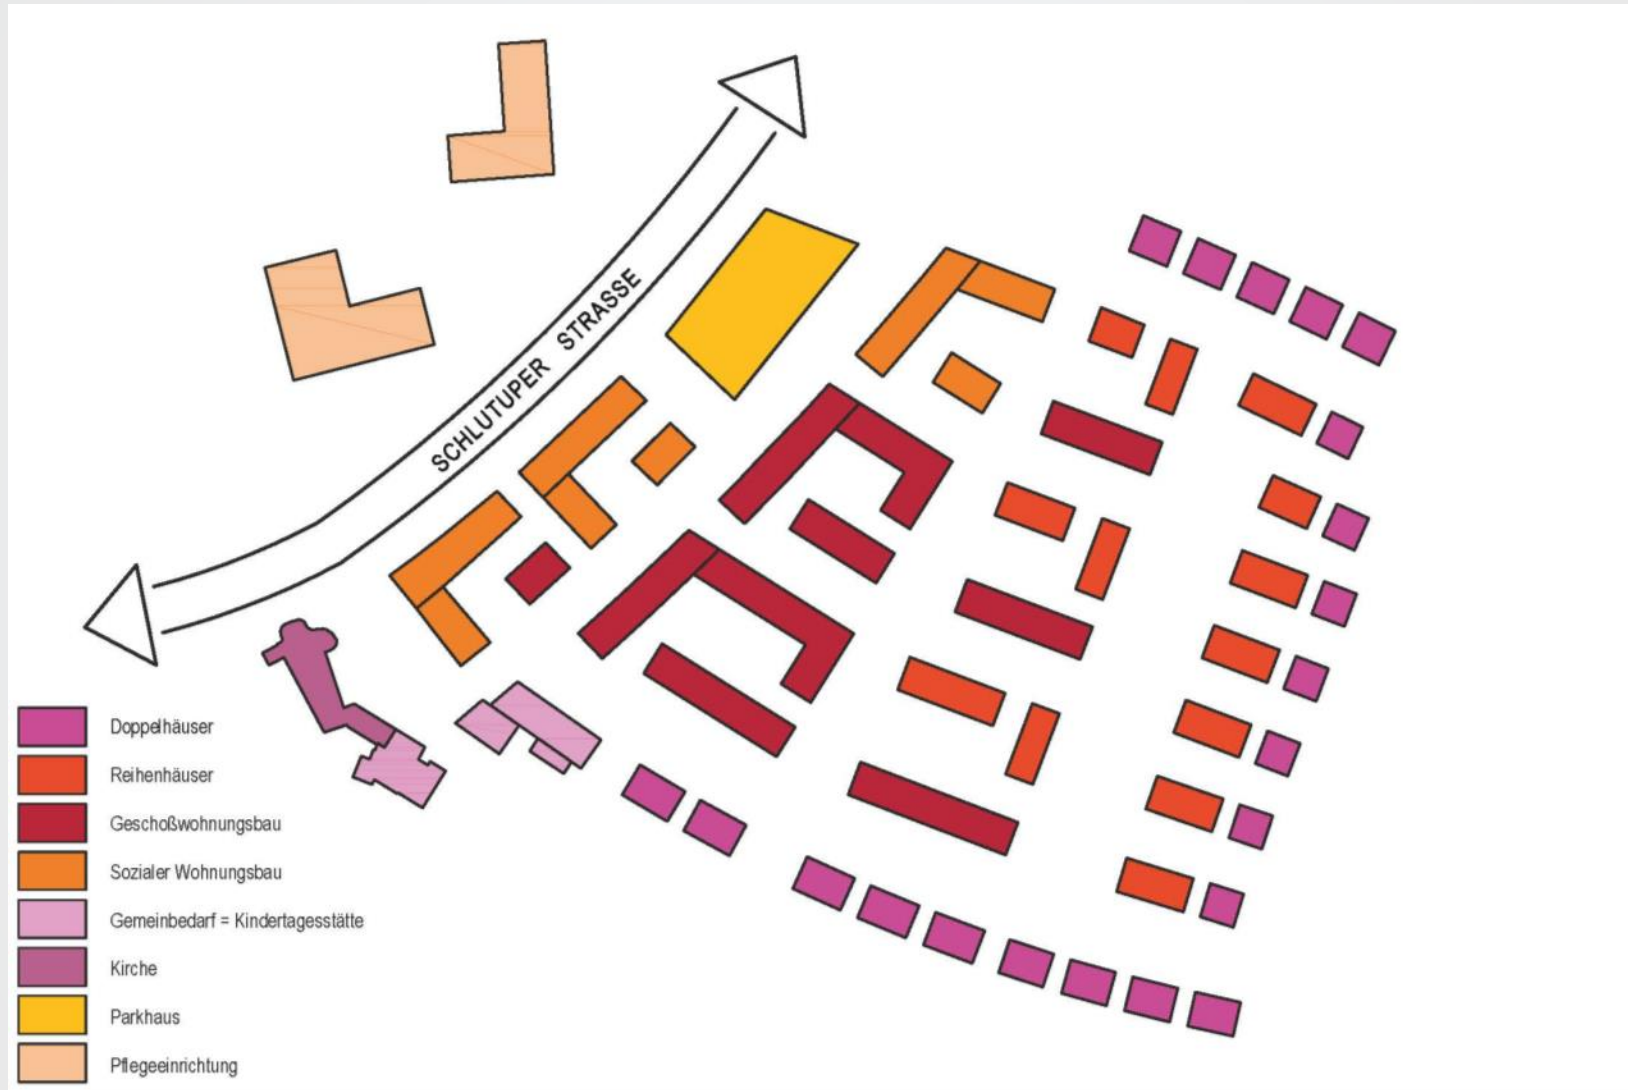 SCHLUTUPER STRASSE
Doppelhäuser
Reihenhäuser
Geschoßwohnungsbau
Sozialer Wohnungsbau
Gemeinbedarf = Kindertagesstätte
Kirche
Parkhaus
Pflegeeinrichtung